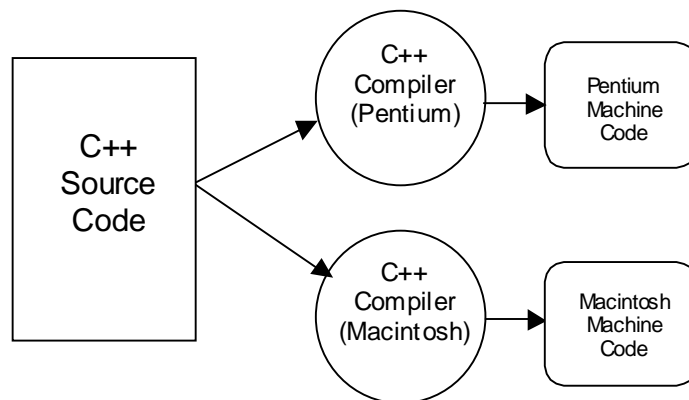 C++
Source
Code
C++
Compiler
(Pentium)
Pentium
Machine
Code
C++
Compiler
(Macintosh)
Macintosh
Machine
Code